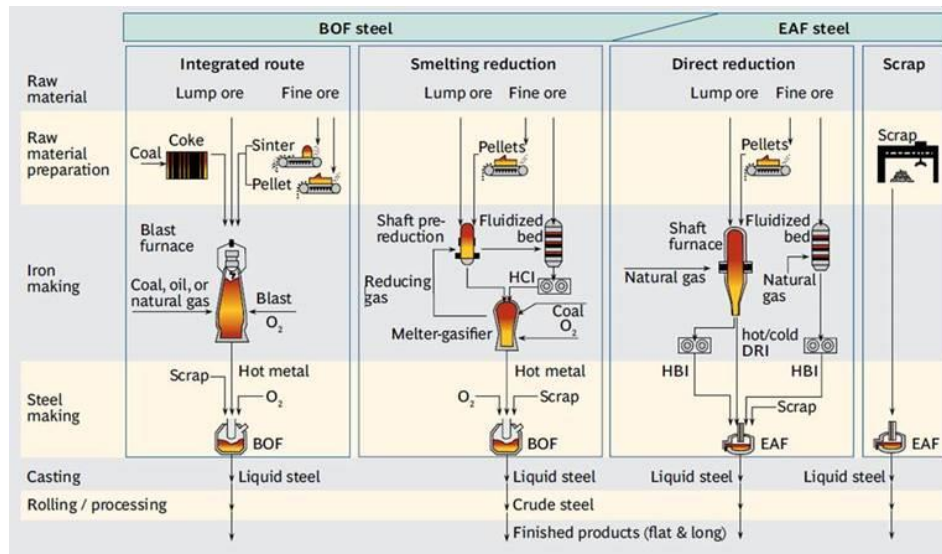 BOF steel
EAF steel
Integrated route
Smelting reduction
Direct reduction
Scrap
Raw
material
Lump ore
Fine ore
Lump ore
Fine ore
Lump ore
Fine ore
Raw
material
preparation
Coal
Coke
Sinter
Pellet
Pellets
Pellets
Scrap
Iron
making
Blast
furnace
Coal, oil, or
natural gas
Blast
O2
Shaft pre-
reduction
Fluidized
bed
Reducing
gas
HCI
Coal
O2
Melter-gasifier
Shaft
furnace
Natural gas
Fluidized
bed
Natural
gas
hot/cold
DRI
HBI
HBI
Steel
making
Scrap
Hot metal
O2
BOF
Hot metal
O2
Scrap
BOF
Scrap
EAF
EAF
Casting
Liquid steel
Liquid steel
Liquid steel
Liquid steel
Rolling / processing
Crude steel
Finished products (flat & long)